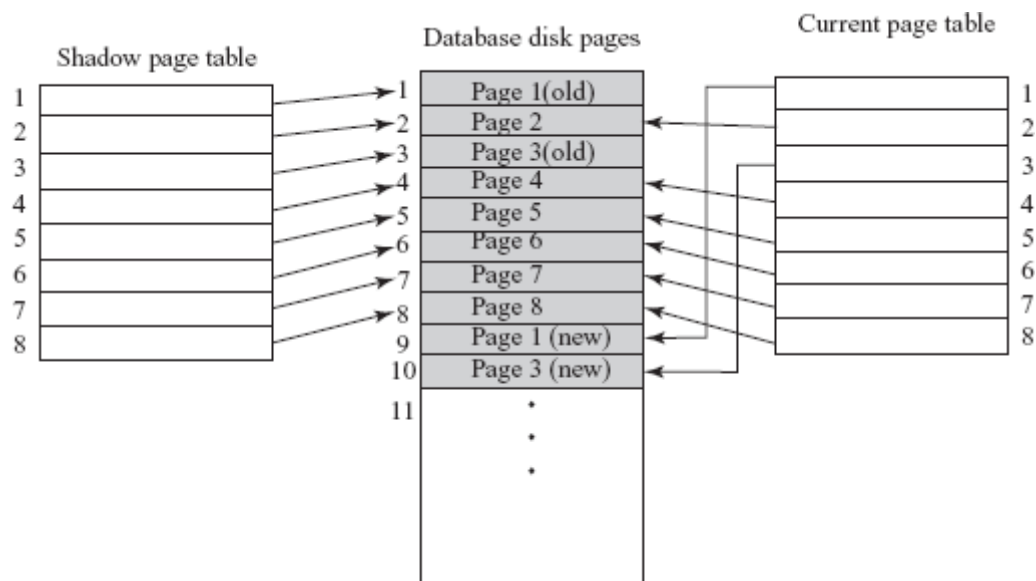 Shadow page table
Database disk pages
Current page table
1
2
3
4
5
6
7
8
1
2
3
4
5
6
7
8
9
10
11
Page 1(old)
Page 2
Page 3(old)
Page 4
Page 5
Page 6
Page 7
Page 8
Page 1 (new)
Page 3 (new)
1
2
3
4
5
6
7
8